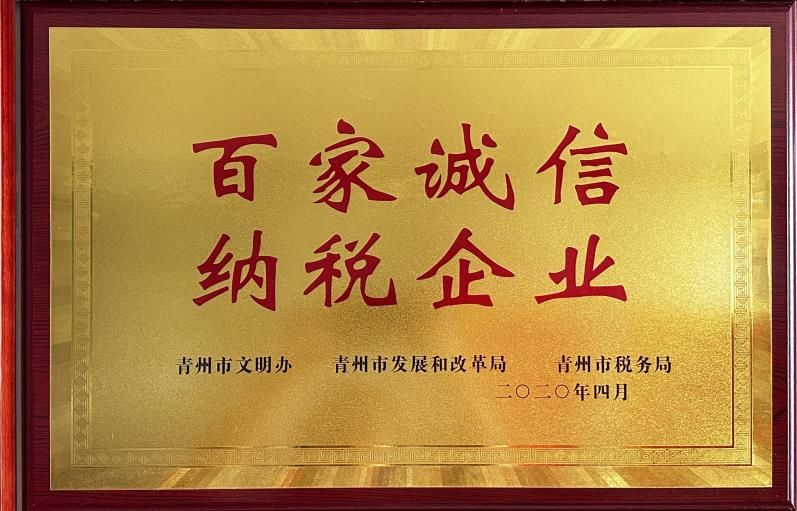 百家诚信
纳税企业
青州市文明办 青州市发展和改革局 青州市税务局
二〇二〇年四月